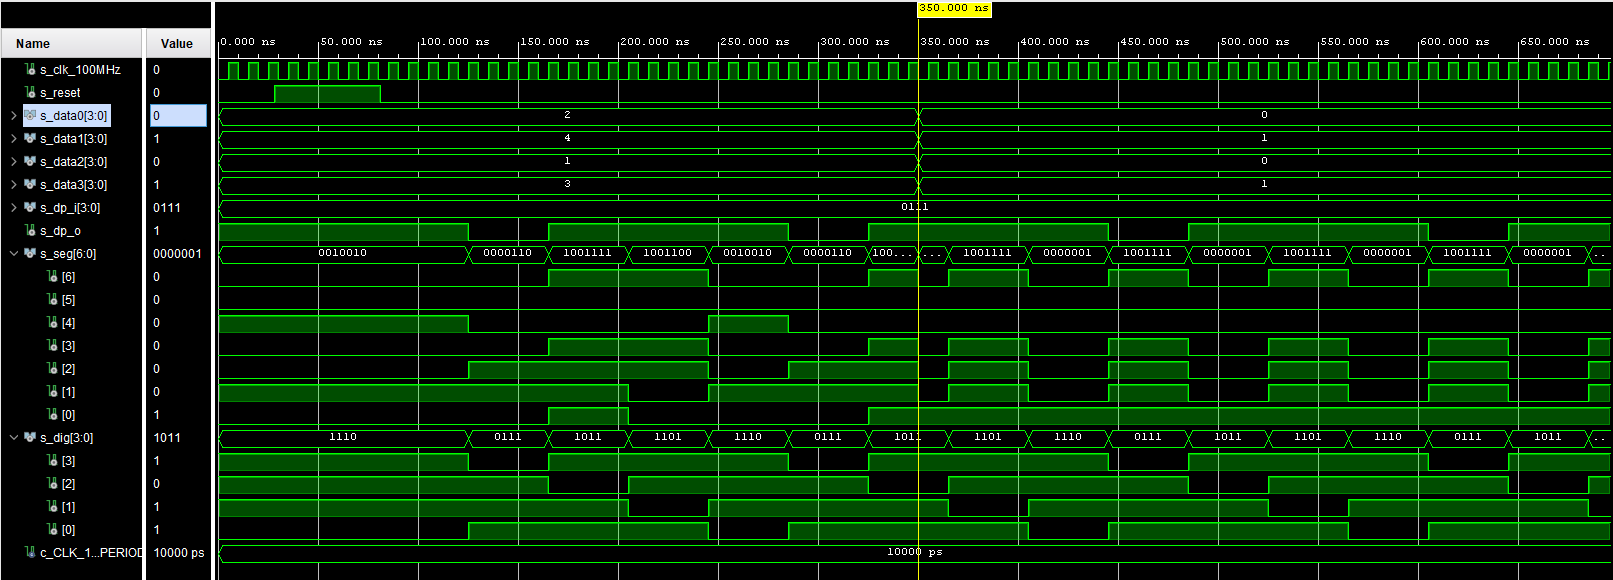 350.000 ns
Name Value 0.000 ns 50.000 ns 100.000 ns 150.000 ns 200.000 ns 250.000 ns 300.000 ns 350.000 ns 400.000 ns 450.000 ns 500.000 ns 550.000 ns 600.000 ns 650.000 ns
s_clk_100MHz 0
s_reset 0
s_data0[3:0] 0 2 0
s_data1[3:0] 1 4 1
s_data2[3:0] 0 1 0
s_data3[3:0] 1 3 1
s_dp_i[3:0] 0111 0111
s_dp_o 1
s_seg[6:0] 0000001 0010010 0000110 1001111 1001100 0010010 0000110 100... ... 1001111 0000001 1001111 0000001 1001111 0000001 1001111 0000001 ..
[6] 0
[5] 0
[4] 0
[3] 0
[2] 0
[1] 0
[0] 1
s_dig[3:0] 1011 1110 0111 1011 1101 1110 0111 1011 1101 1110 0111 1011 1101 1110 0111 1011 ..
[3] 1
[2] 0
[1] 1
[0] 1
c_CLK_1...PERIOD 10000 ps 10000 ps